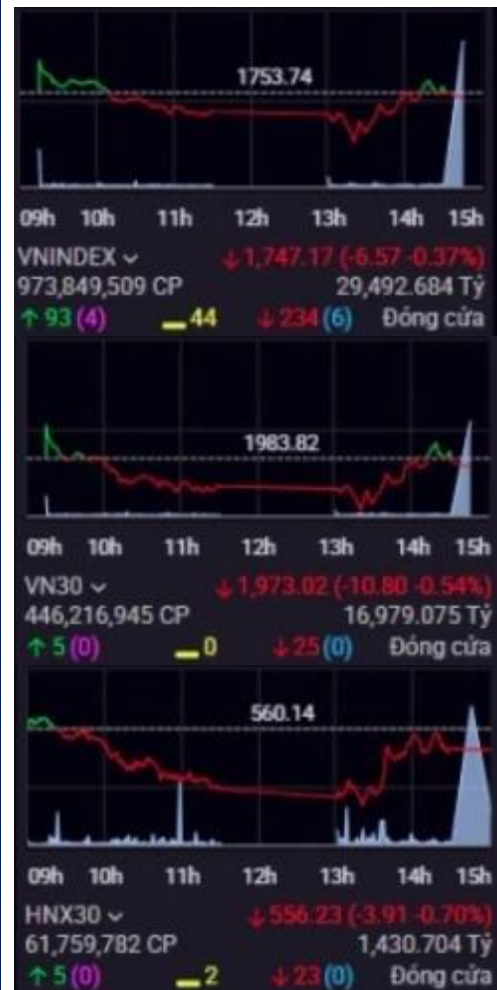 1753.74
09h 10h 11h 12h 13h 14h 15h
VNINDEX ↓1,747.17 (-6.57 -0.37%)
973,849,509 CP 29,492.684 Tỷ
↑93 (4) 44 ↓234 (6) Đóng cửa
1983.82
09h 10h 11h 12h 13h 14h 15h
VN30 ↓1,973.02 (-10.80 -0.54%)
446,216,945 CP 16,979.075 Tỷ
↑5 (0) 0 ↓25 (0) Đóng cửa
560.14
09h 10h 11h 12h 13h 14h 15h
HNX30 ↓556.23 (-3.91 -0.70%)
61,759,782 CP 1,430.704 Tỷ
↑5 (0) 2 ↓23 (0) Đóng cửa